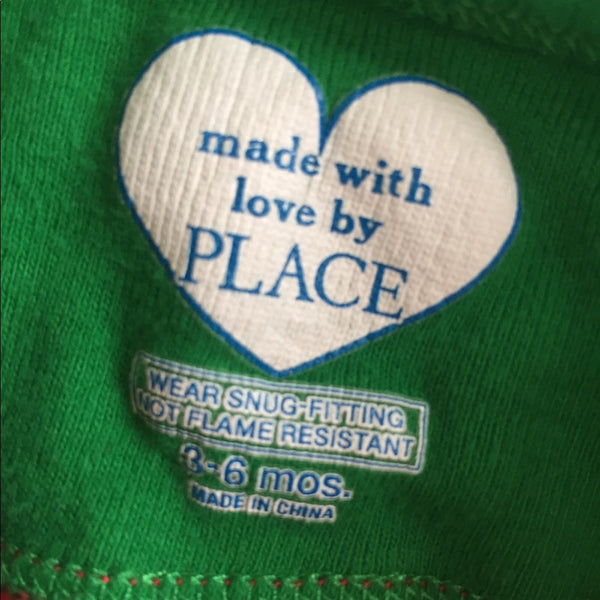 made with
love by
PLACE
WEAR SNUG-FITTING
NOT FLAME RESISTANT
3-6 mos.
MADE IN CHINA